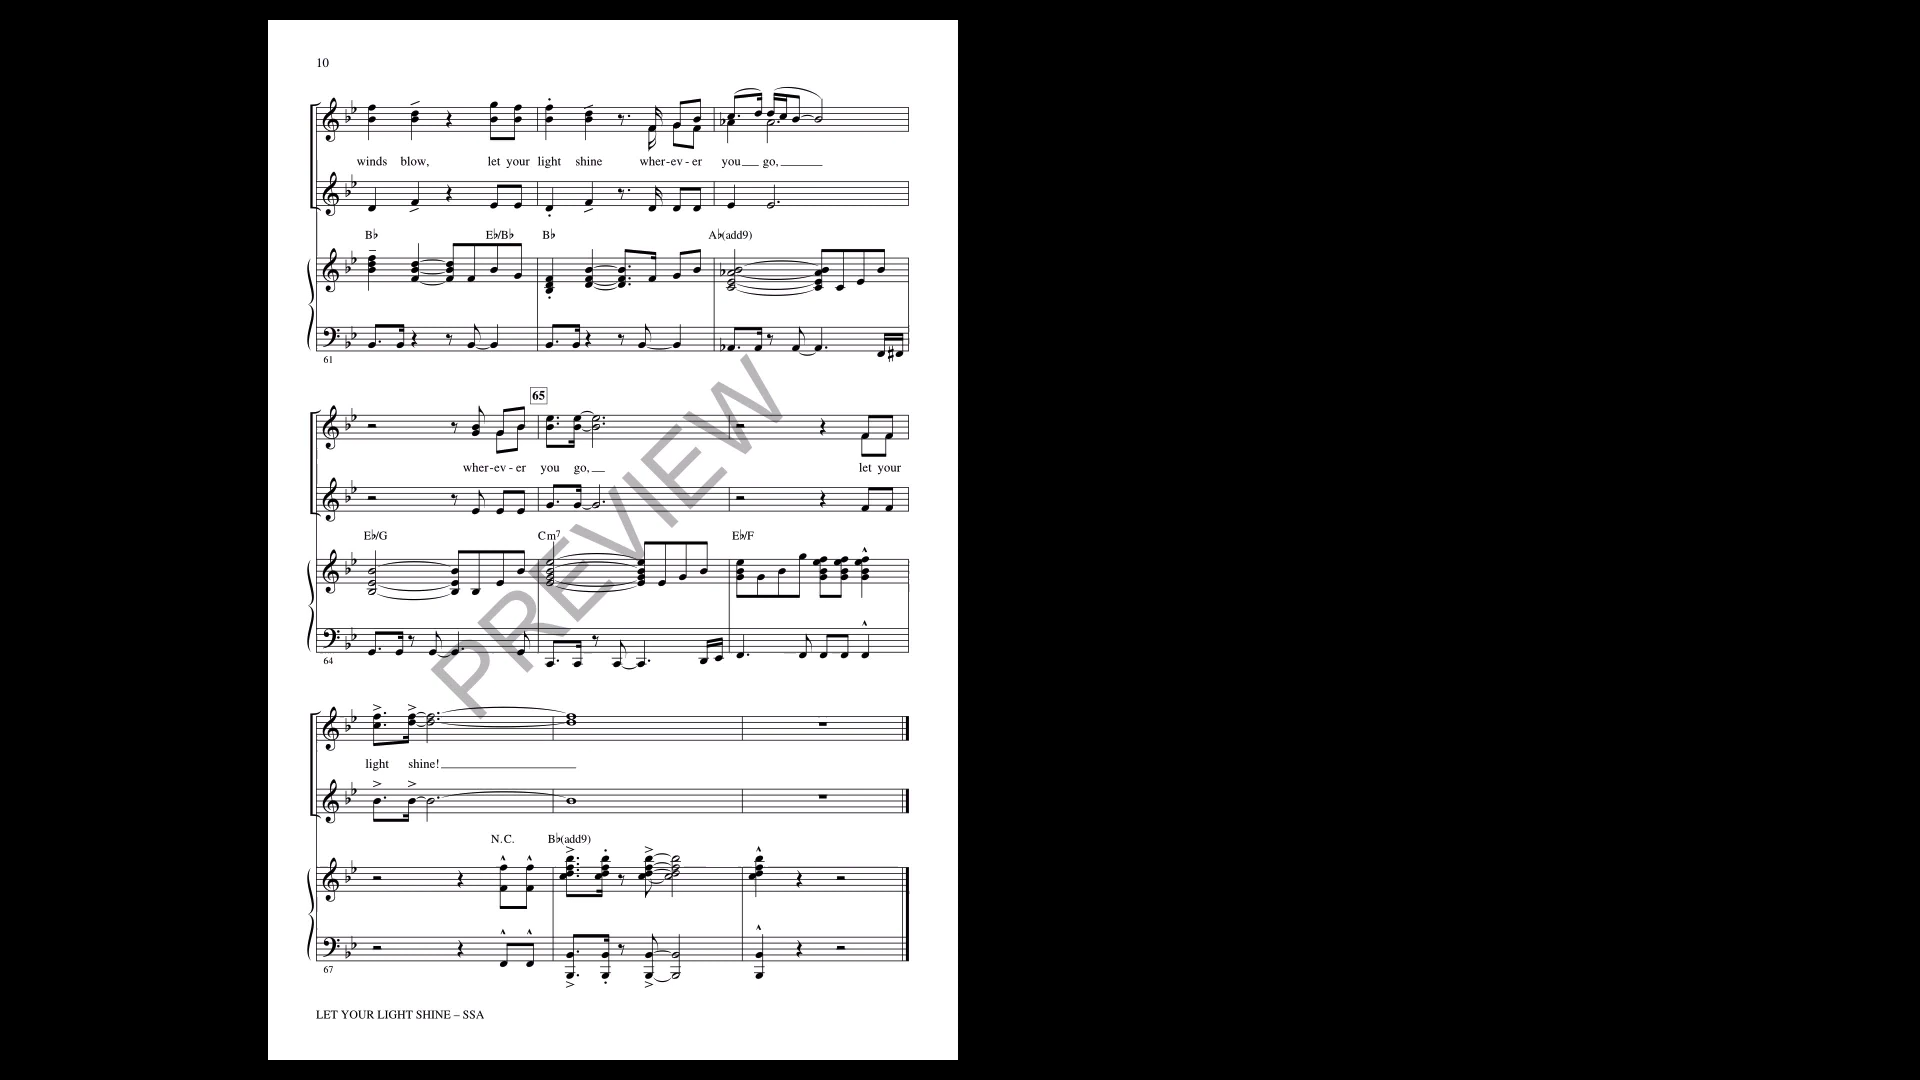 10
winds blow, let your light shine wher-ev-er you go,
B♭ E♭/B♭ B♭ A♭(add9)
61
65
wher-ev-er you go, let your
E♭/G Cm7 E♭/F
64
light shine!
N.C. B♭(add9)
67
PREVIEW
LET YOUR LIGHT SHINE – SSA